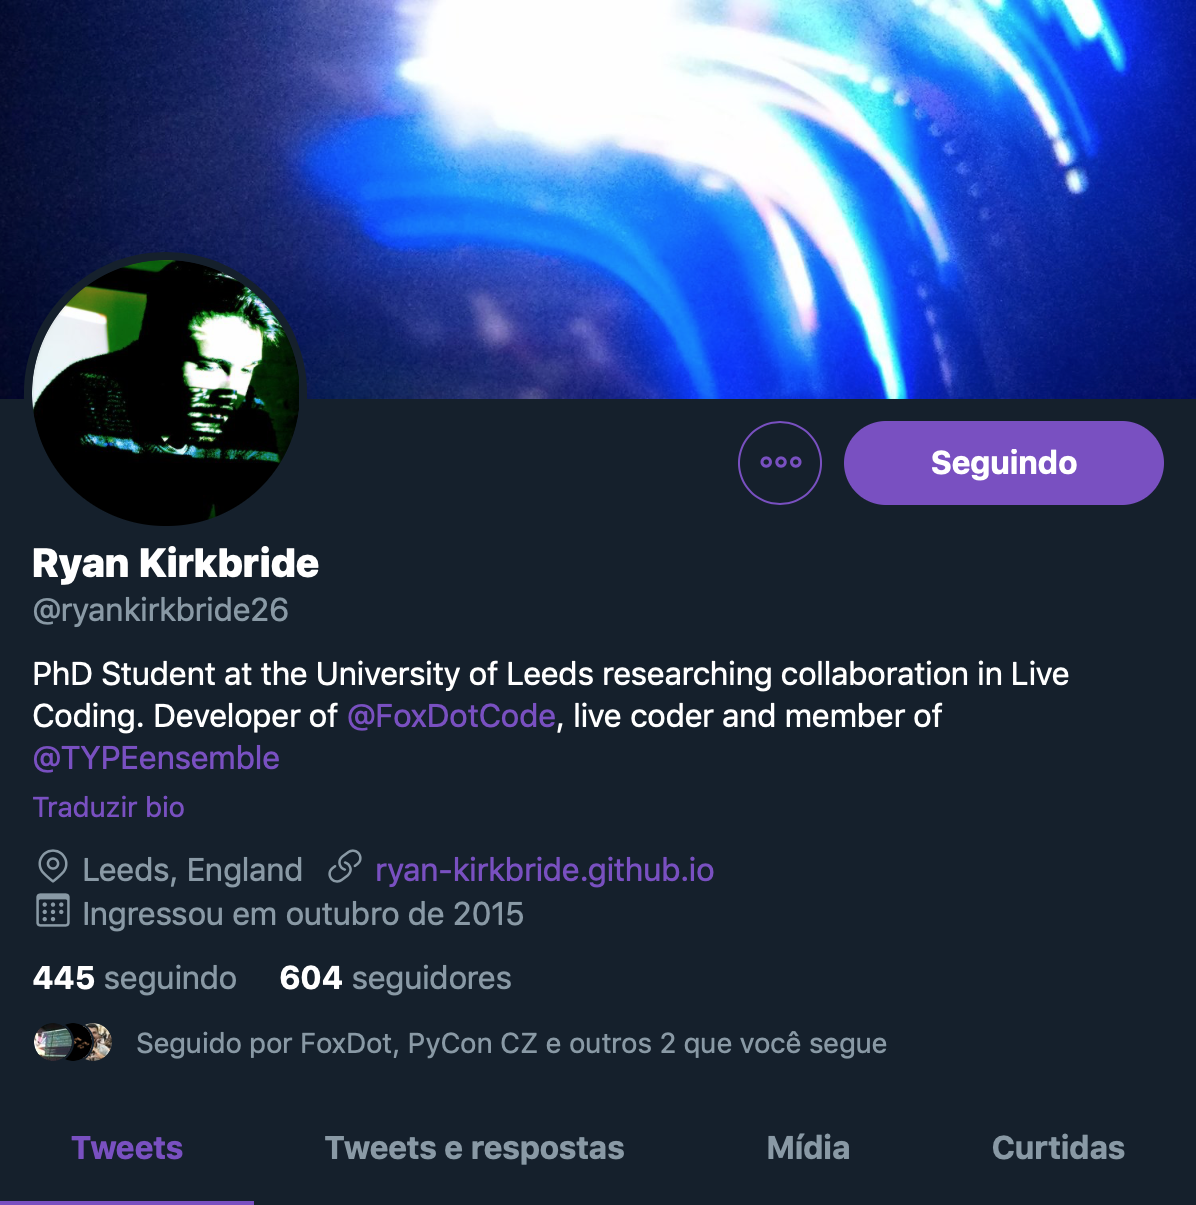 Seguindo
Ryan Kirkbride
@ryankirkbride26
PhD Student at the University of Leeds researching collaboration in Live
Coding. Developer of @FoxDotCode, live coder and member of
@TYPEensemble
Traduzir bio
Leeds, England ryan-kirkbride.github.io
Ingressou em outubro de 2015
445 seguindo 604 seguidores
Seguido por FoxDot, PyCon CZ e outros 2 que você segue
Tweets Tweets e respostas Mídia Curtidas